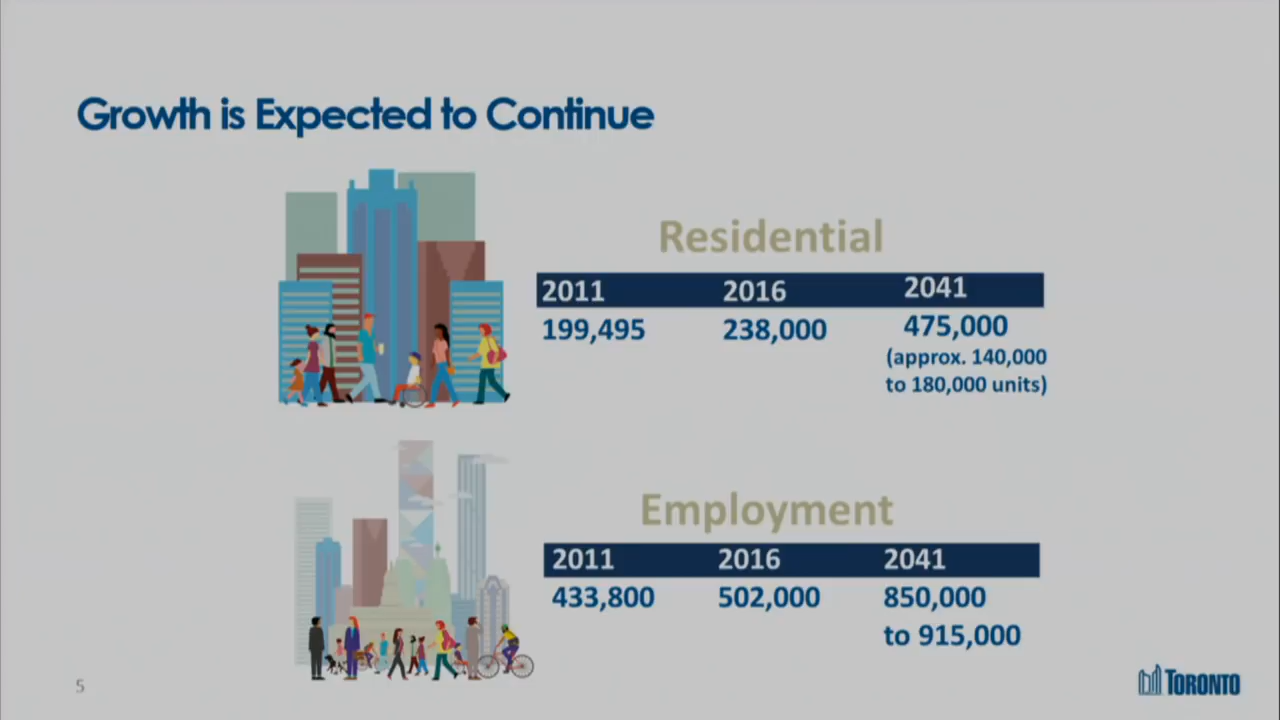 Growth is Expected to Continue
Residential
2011 2016 2041
199,495 238,000 475,000
(approx. 140,000
to 180,000 units)
Employment
2011 2016 2041
433,800 502,000 850,000
to 915,000
5
TORONTO